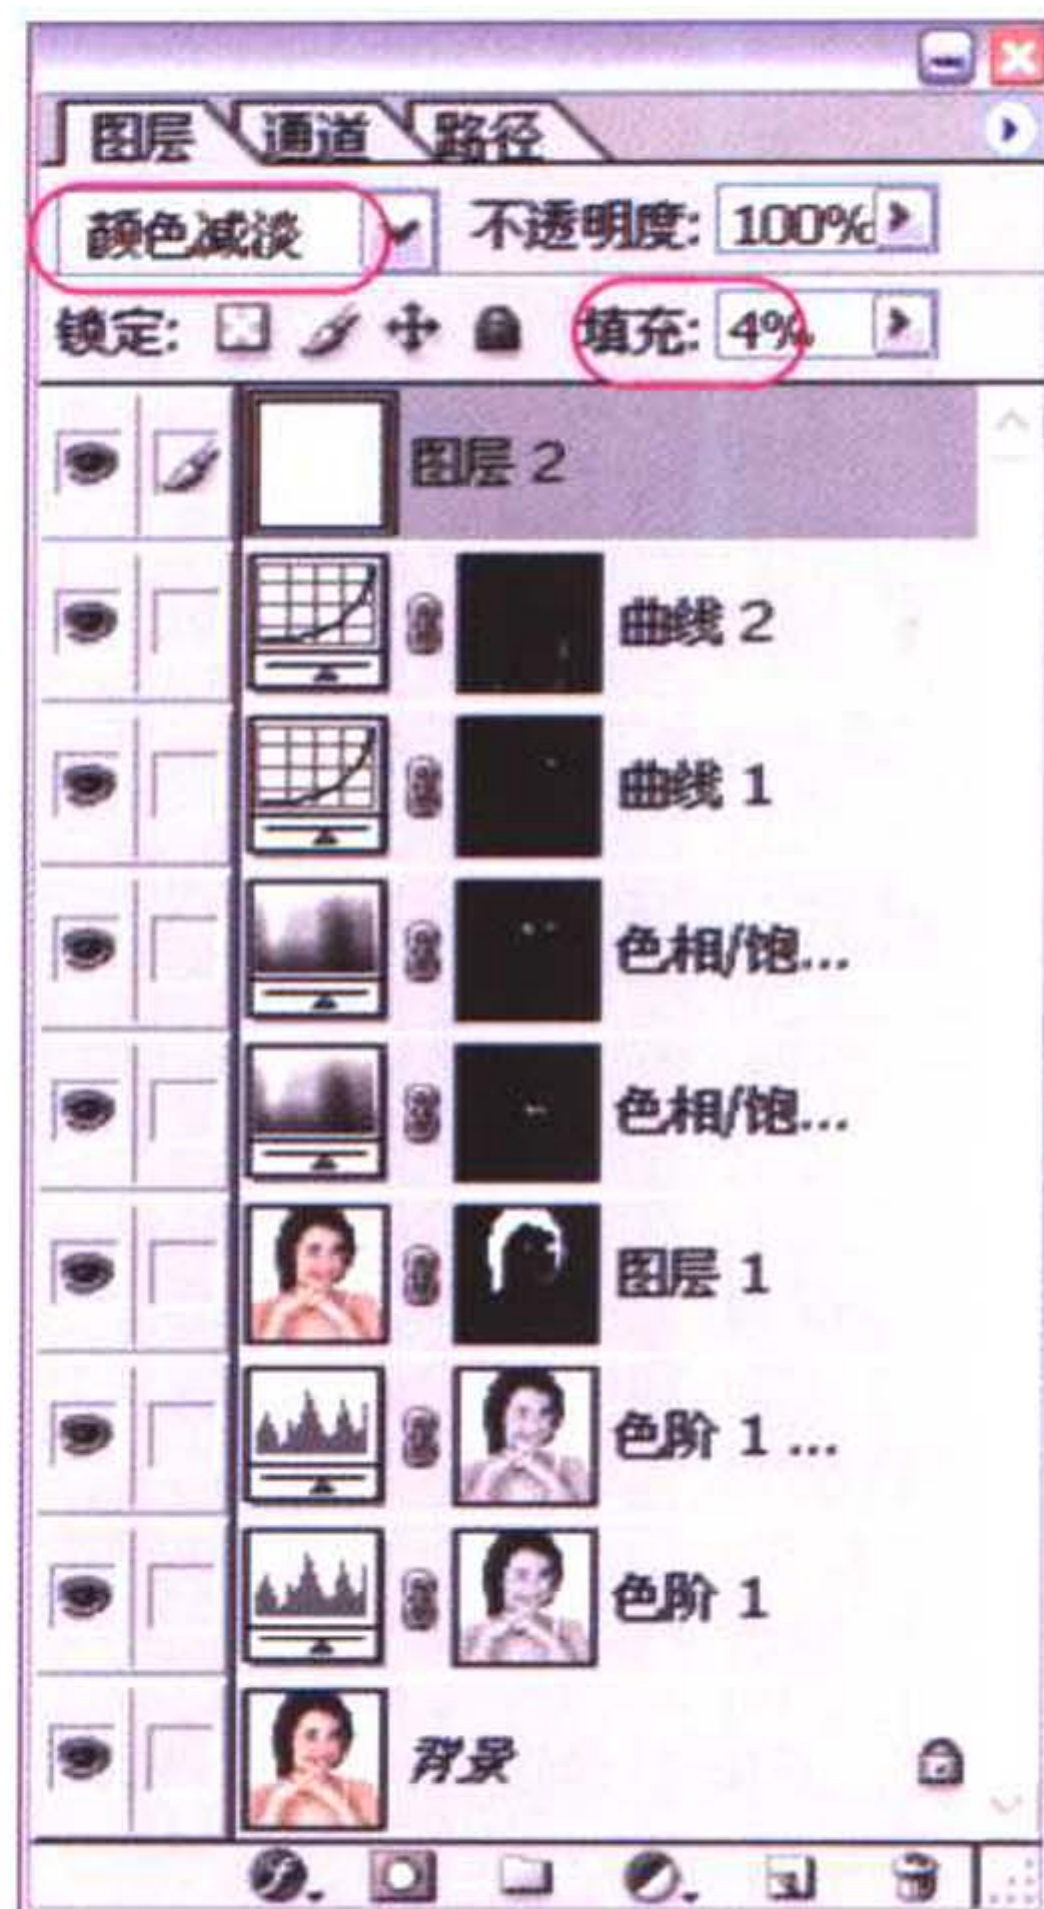 图层 通道 路径
颜色减淡 不透明度: 100%
锁定: 填充: 4%
图层 2
曲线 2
曲线 1
色相/饱...
色相/饱...
图层 1
色阶 1 ...
色阶 1
背景